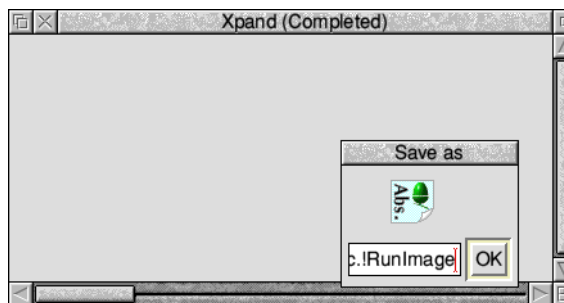 Xpand (Completed)
Save as
Abs.
c.!RunImage
OK